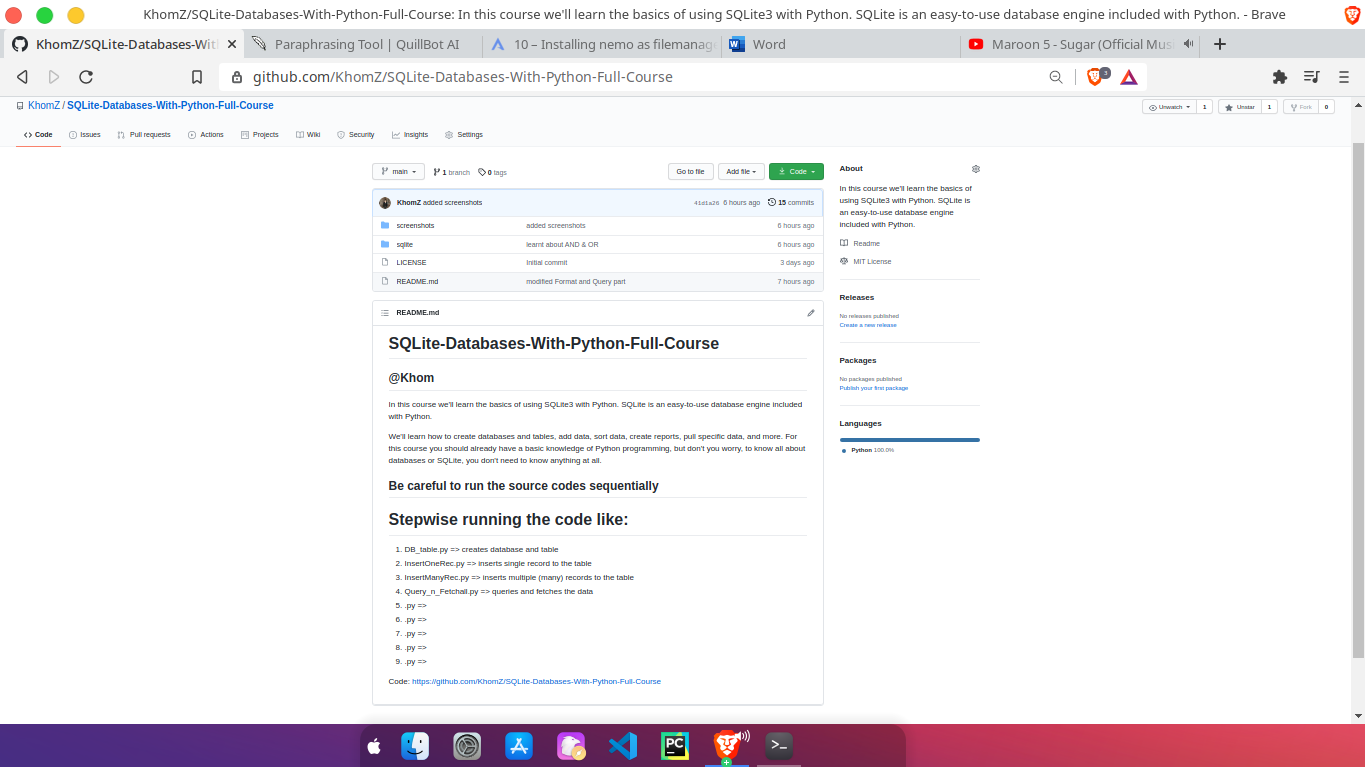 KhomZ/SQLite-Databases-With-Python-Full-Course: In this course we'll learn the basics of using SQLite3 with Python. SQLite is an easy-to-use database engine included with Python. - Brave
KhomZ/SQLite-Databases-Wit
Paraphrasing Tool | QuillBot AI
10 – Installing nemo as filemanag
Word
Maroon 5 - Sugar (Official Mus
github.com/KhomZ/SQLite-Databases-With-Python-Full-Course
3
KhomZ / SQLite-Databases-With-Python-Full-Course
Unwatch 1
Unstar 1
Fork 0
Code
Issues
Pull requests
Actions
Projects
Wiki
Security
Insights
Settings
main
1 branch
0 tags
Go to file
Add file
Code
KhomZ added screenshots
41d1a26 6 hours ago
15 commits
screenshots added screenshots 6 hours ago
sqlite learnt about AND & OR 6 hours ago
LICENSE Initial commit 3 days ago
README.md modified Format and Query part 7 hours ago
README.md
SQLite-Databases-With-Python-Full-Course
@Khom
In this course we'll learn the basics of using SQLite3 with Python. SQLite is an easy-to-use database engine included
with Python.
We'll learn how to create databases and tables, add data, sort data, create reports, pull specific data, and more. For
this course you should already have a basic knowledge of Python programming, but don't you worry, to know all about
databases or SQLite, you don't need to know anything at all.
Be careful to run the source codes sequentially
Stepwise running the code like:
1. DB_table.py => creates database and table
2. InsertOneRec.py => inserts single record to the table
3. InsertManyRec.py => inserts multiple (many) records to the table
4. Query_n_Fetchall.py => queries and fetches the data
5. .py =>
6. .py =>
7. .py =>
8. .py =>
9. .py =>
Code: https://github.com/KhomZ/SQLite-Databases-With-Python-Full-Course
About
In this course we'll learn the basics of
using SQLite3 with Python. SQLite is
an easy-to-use database engine
included with Python.
Readme
MIT License
Releases
No releases published
Create a new release
Packages
No packages published
Publish your first package
Languages
Python 100.0%
PC